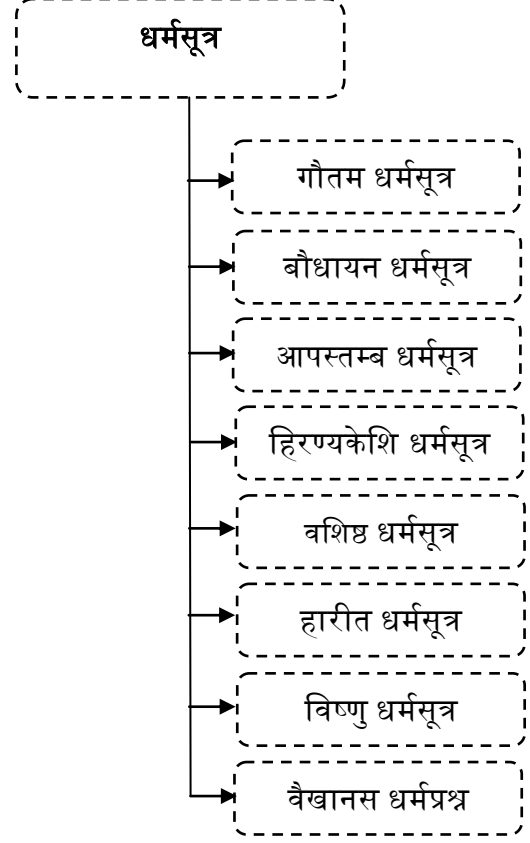 धर्मसूत्र
गौतम धर्मसूत्र
बौधायन धर्मसूत्र
आपस्तम्ब धर्मसूत्र
हिरण्यकेशि धर्मसूत्र
वशिष्ठ धर्मसूत्र
हारीत धर्मसूत्र
विष्णु धर्मसूत्र
वैखानस धर्मप्रश्न